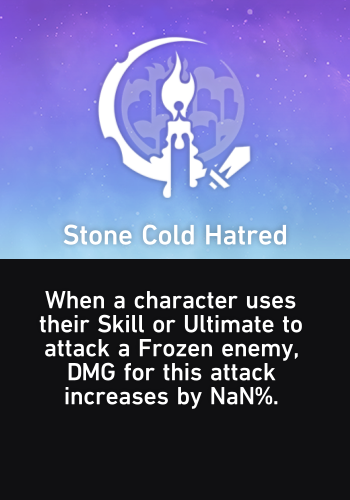 Stone Cold Hatred
When a character uses
their Skill or Ultimate to
attack a Frozen enemy,
DMG for this attack
increases by NaN%.